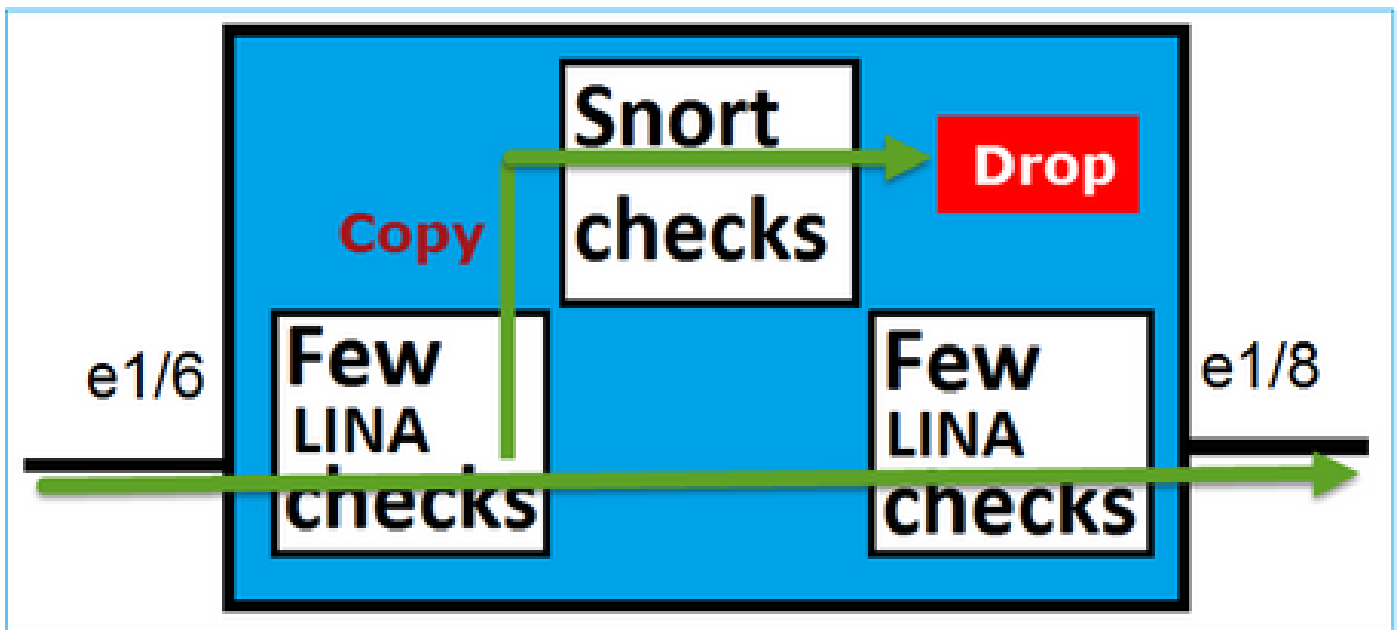 Snort
checks
Drop
Copy
e1/6
Few
LINA
checks
Few
LINA
checks
e1/8